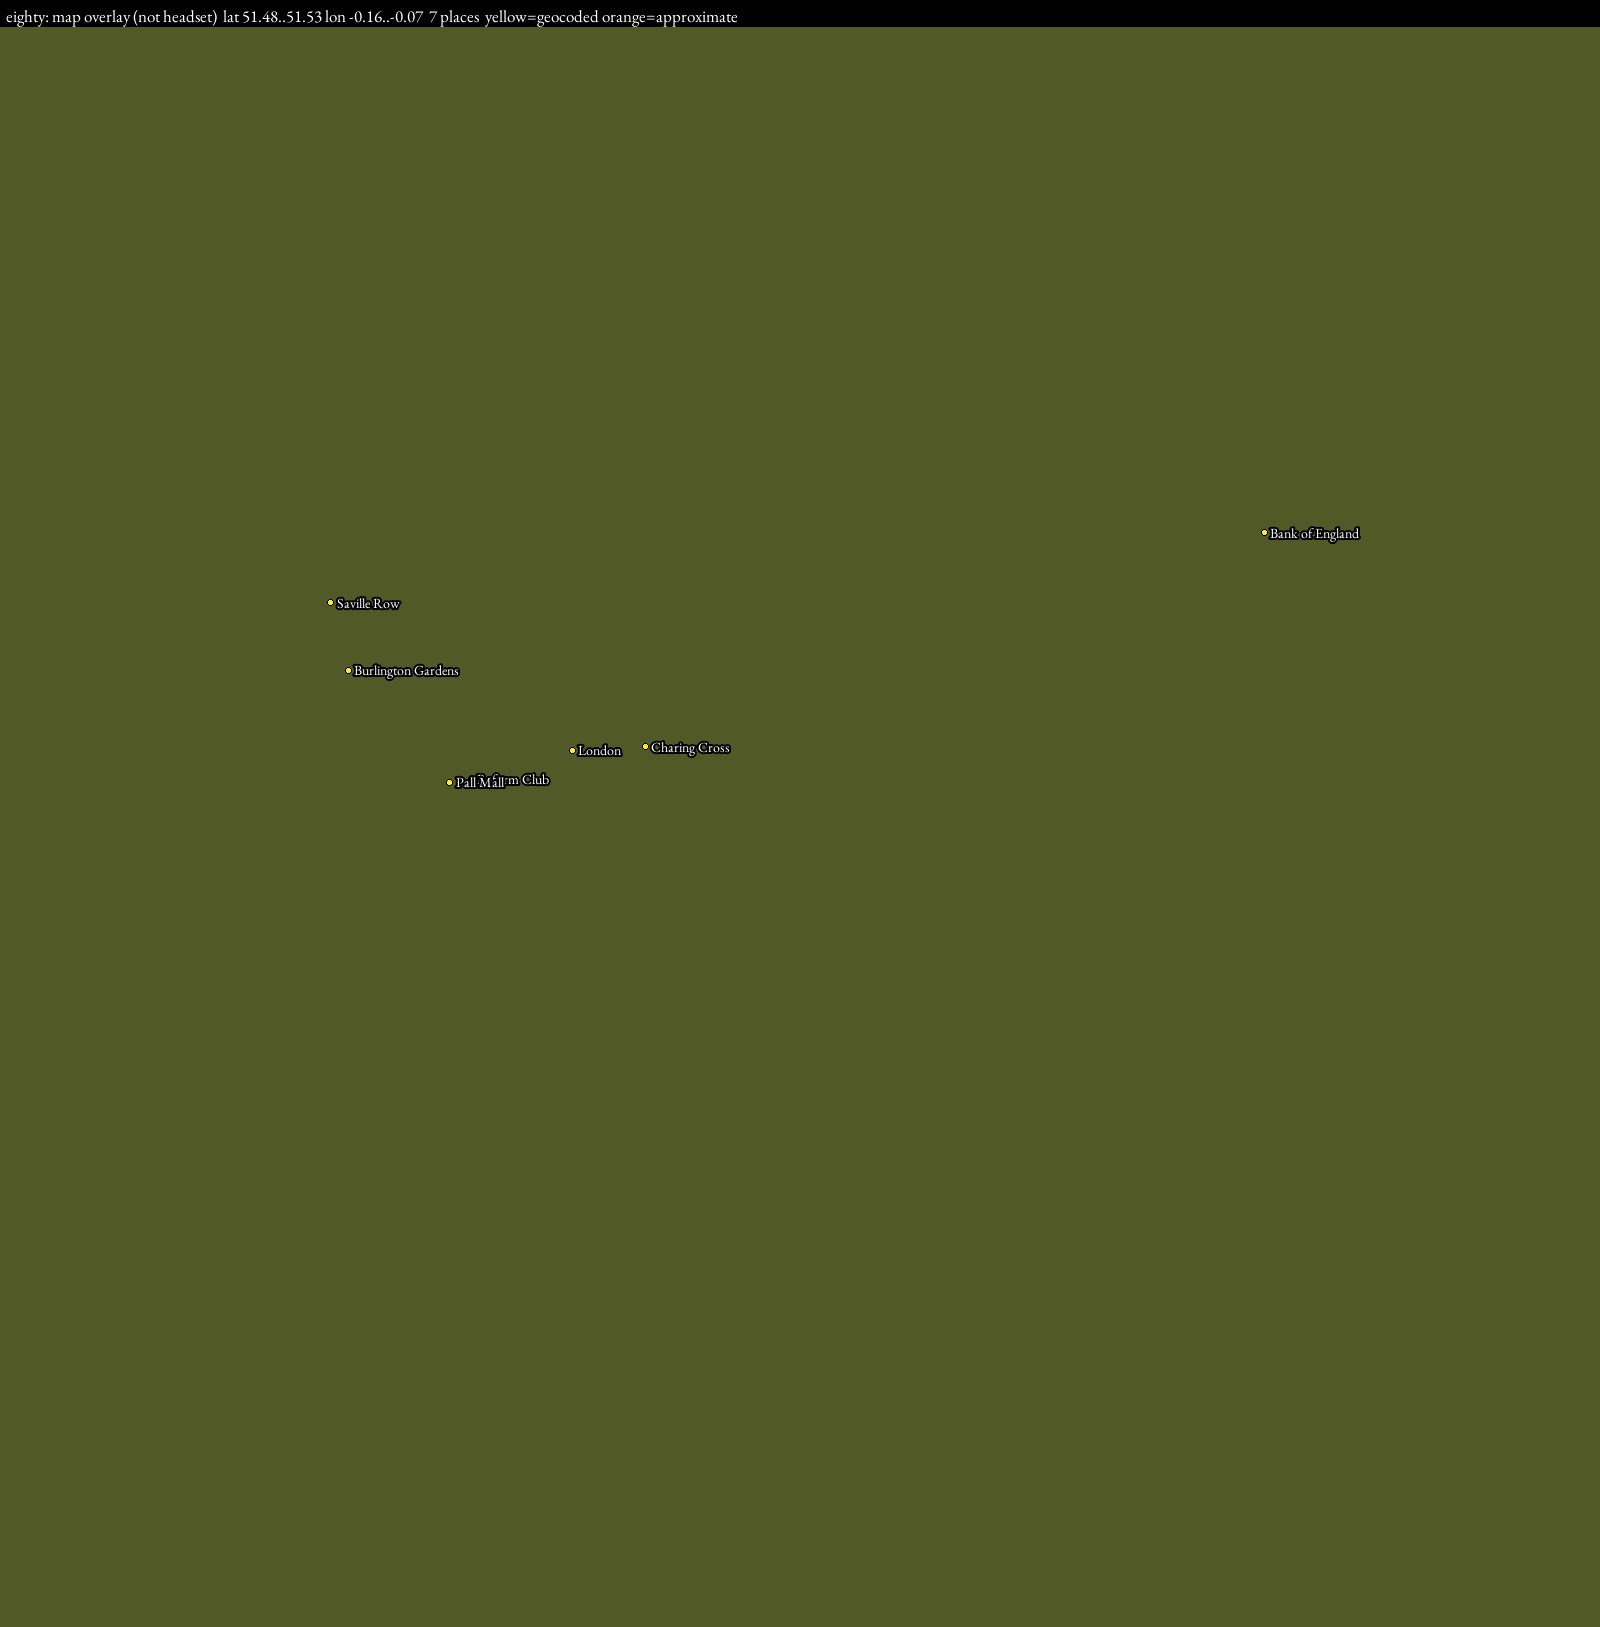 eighty: map overlay (not headset) lat 51.48..51.53 lon -0.16..-0.07 7 places yellow=geocoded orange=approximate
Bank of England
Saville Row
Burlington Gardens
London
Charing Cross
Pall Mall
Club